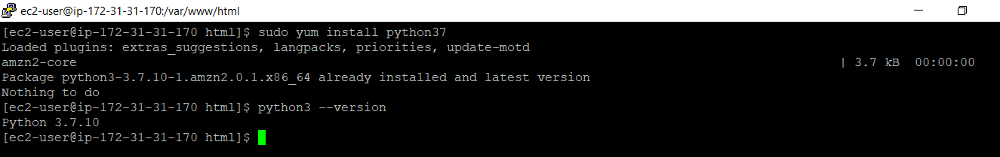 ec2-user@ip-172-31-31-170:/var/www/html
[ec2-user@ip-172-31-31-170 html]$ sudo yum install python37
Loaded plugins: extras_suggestions, langpacks, priorities, update-motd
amzn2-core | 3.7 kB 00:00:00
Package python3-3.7.10-1.amzn2.0.1.x86_64 already installed and latest version
Nothing to do
[ec2-user@ip-172-31-31-170 html]$ python3 --version
Python 3.7.10
[ec2-user@ip-172-31-31-170 html]$